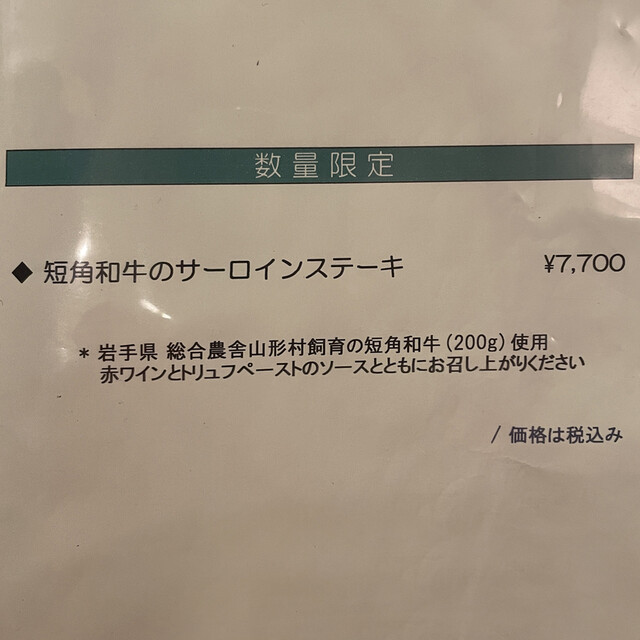 数量限定
◆ 短角和牛のサーロインステーキ ¥7,700
* 岩手県 総合農舎山形村飼育の短角和牛(200g)使用
赤ワインとトリュフペーストのソースとともにお召し上がりください
/ 価格は税込み